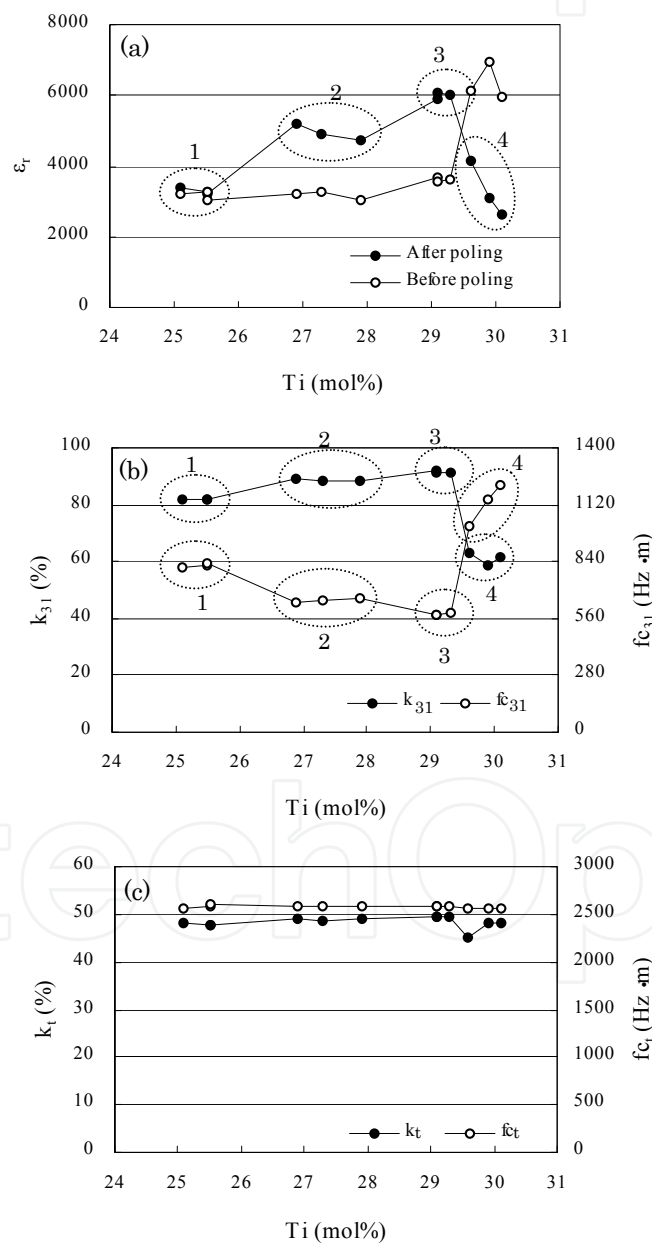 (a)
8000
6000
4000
2000
0
εr
1
2
3
4
After poling
Before poling
24 25 26 27 28 29 30 31
Ti (mol%)
(b)
100
80
60
40
20
0
k31 (%)
1400
1120
840
560
280
0
fc31 (Hz•m)
1
2
3
4
1
2
3
4
k31 fc31
24 25 26 27 28 29 30 31
Ti (mol%)
(c)
60
50
40
30
20
10
0
kt (%)
3000
2500
2000
1500
1000
500
0
fct (Hz•m)
kt fct
24 25 26 27 28 29 30 31
Ti (mol%)
techOp